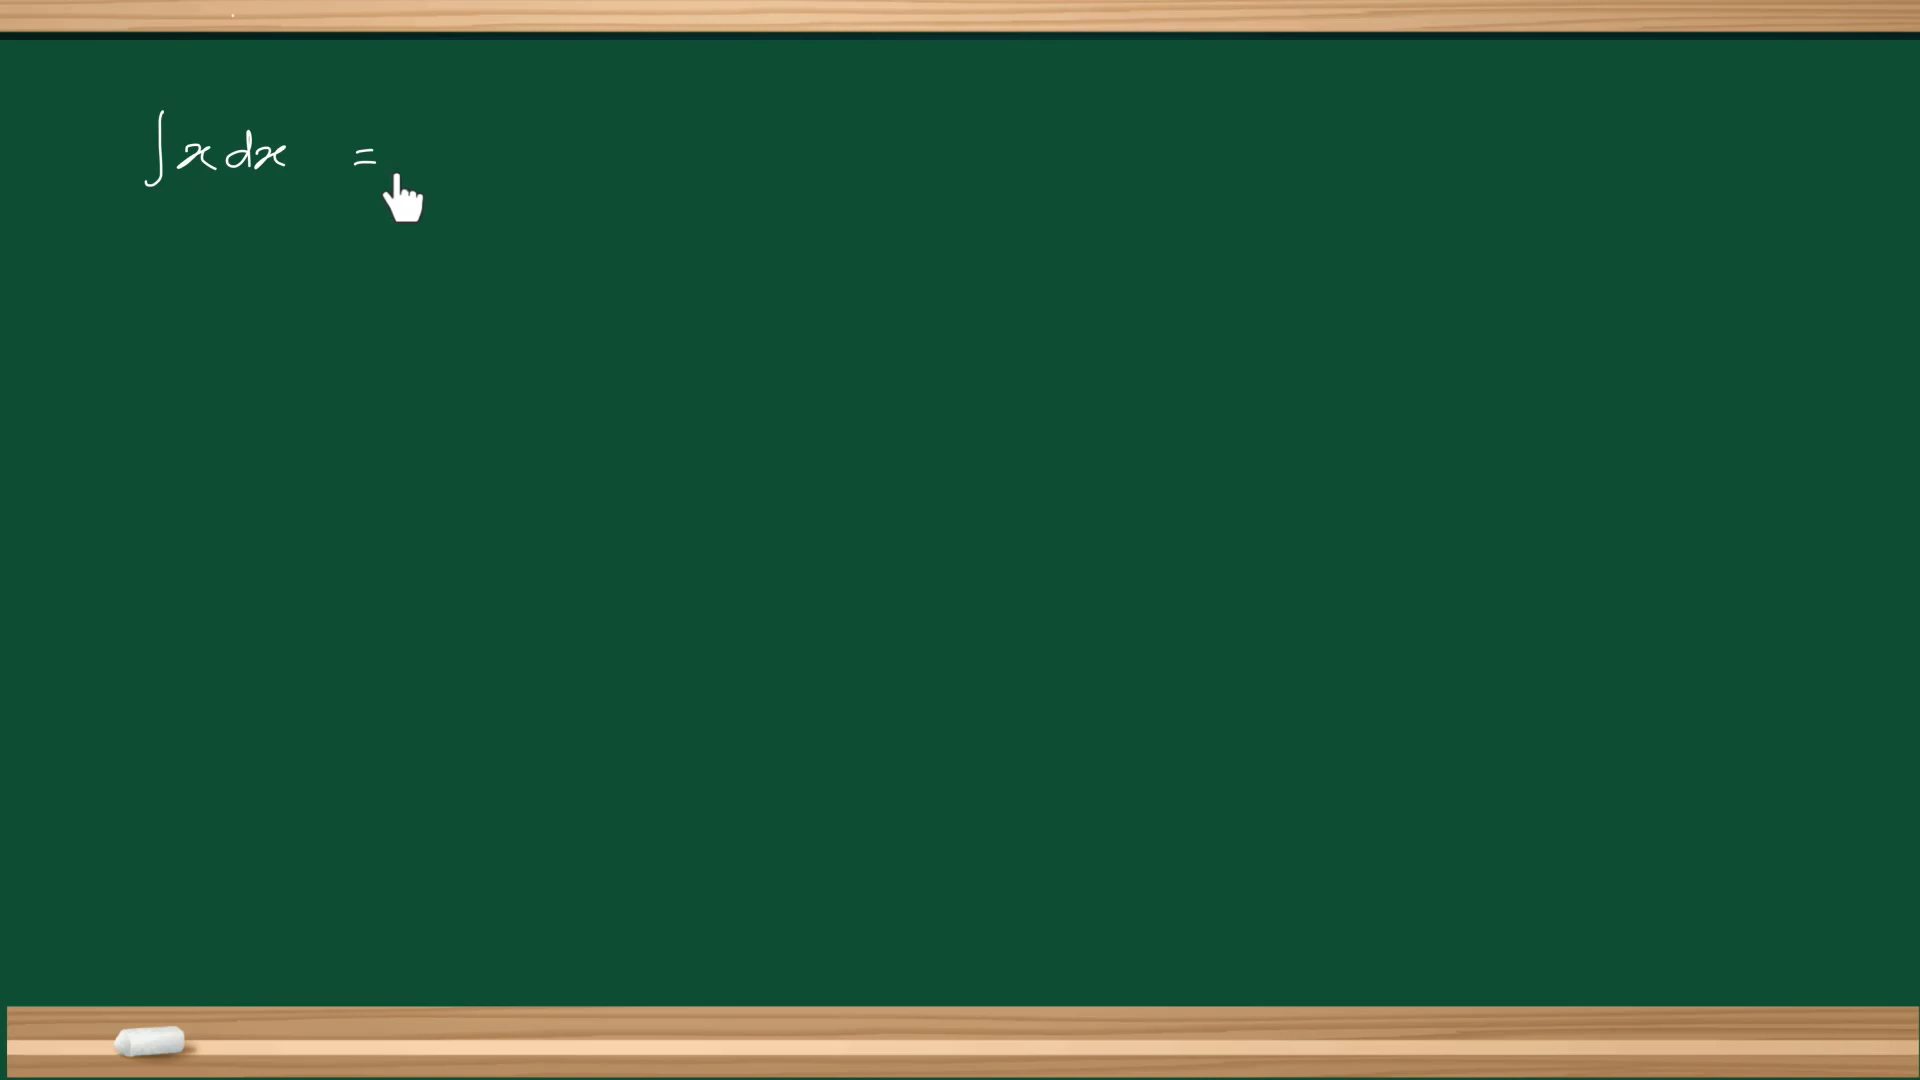 ∫x dx =